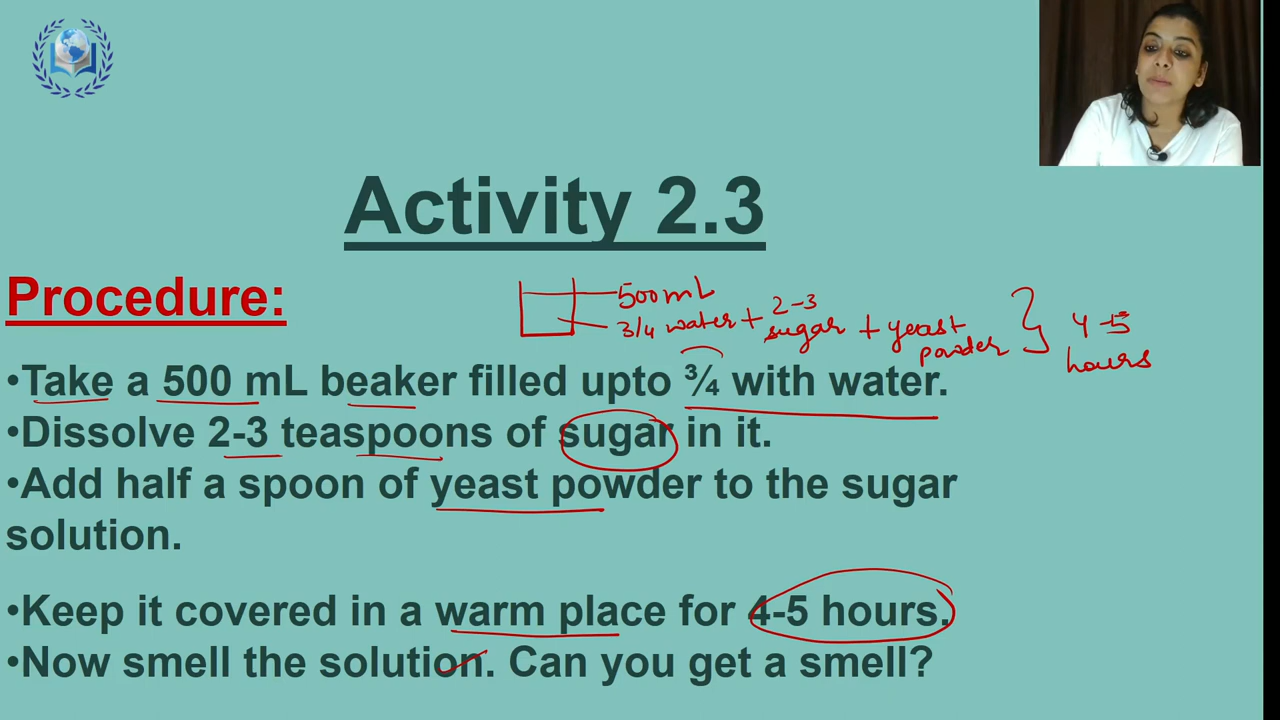 Activity 2.3
Procedure:
500mL
3/4 water + 2-3 sugar + yeast powder } 4-5 hours
•Take a 500 mL beaker filled upto ¾ with water.
•Dissolve 2-3 teaspoons of sugar in it.
•Add half a spoon of yeast powder to the sugar
solution.
•Keep it covered in a warm place for 4-5 hours.
•Now smell the solution. Can you get a smell?